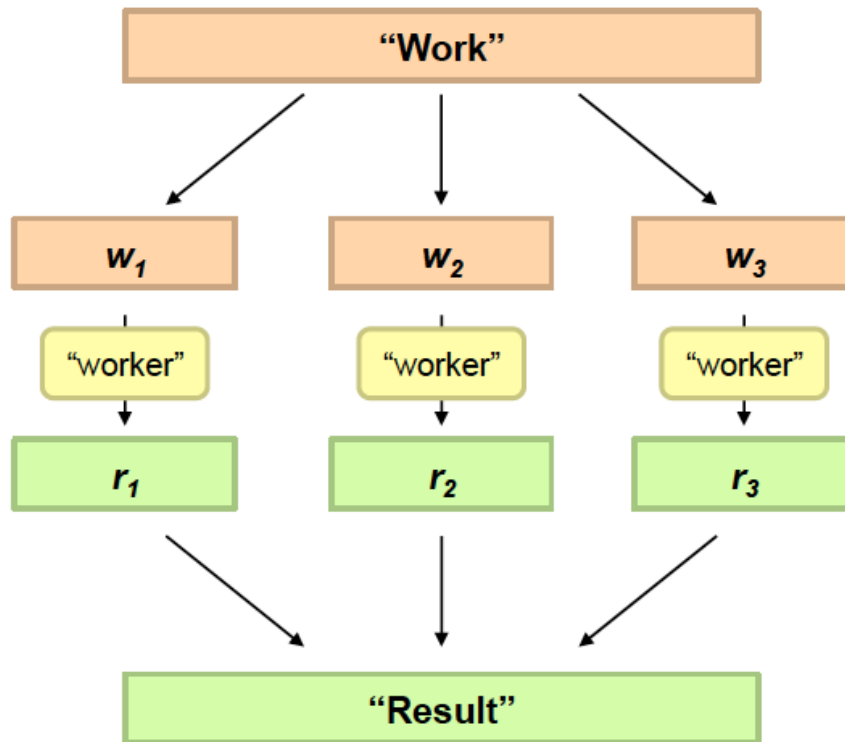 “Work”
w1 w2 w3
“worker” “worker” “worker”
r1 r2 r3
“Result”